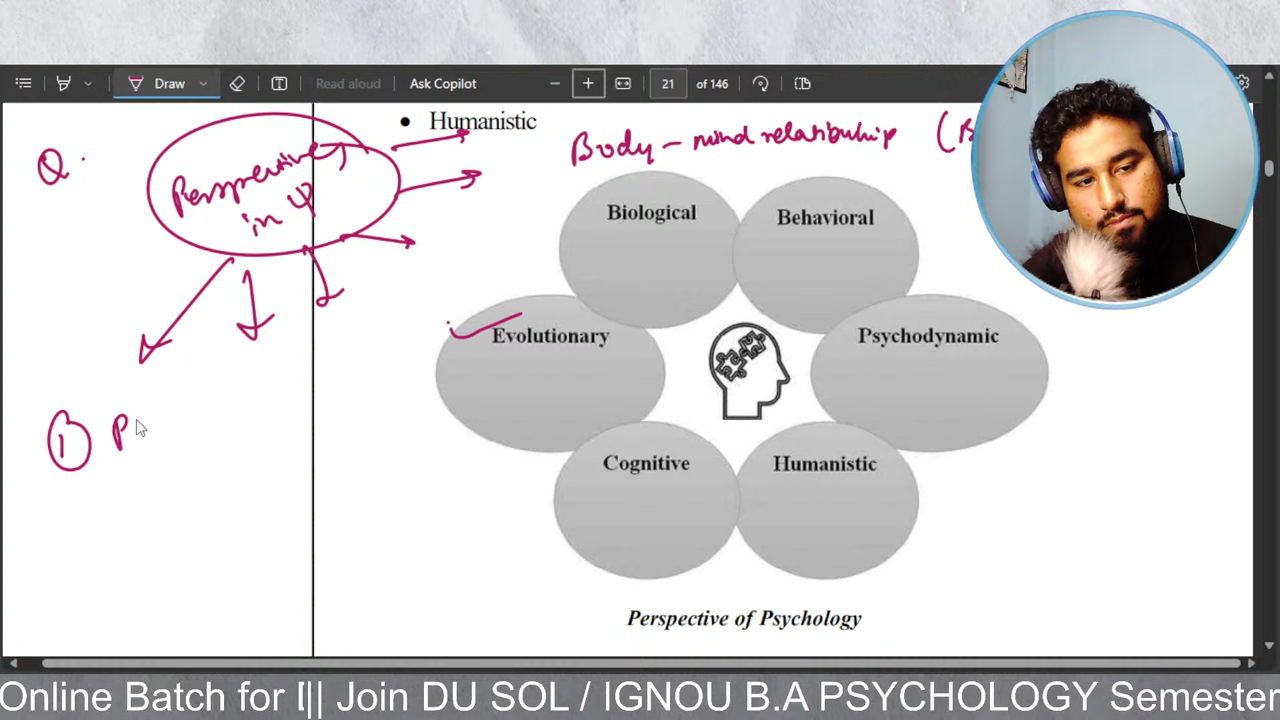 Draw
Read aloud
Ask Copilot
21
of 146
• Humanistic
Body - mind relationship (B
Q.
Perspectives
in ψ
Biological
Behavioral
Evolutionary
Psychodynamic
Cognitive
Humanistic
① P
Perspective of Psychology
Online Batch for || Join DU SOL / IGNOU B.A PSYCHOLOGY Semester